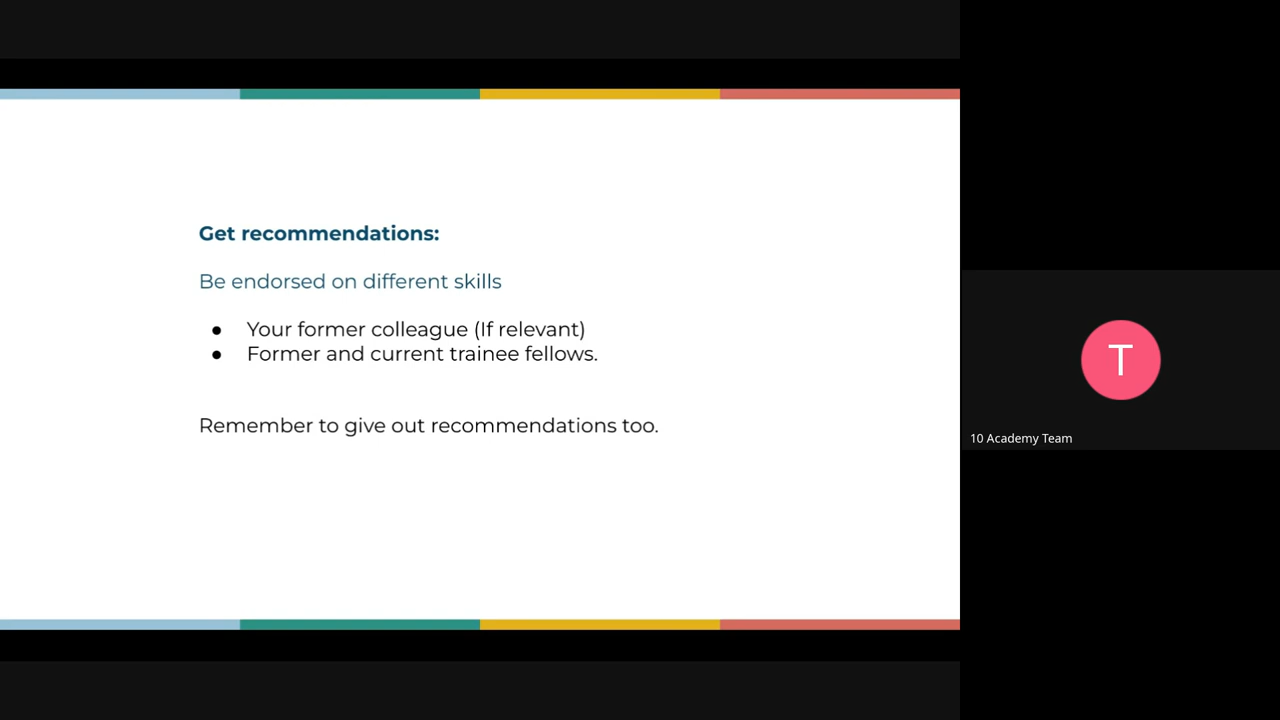 Get recommendations:
Be endorsed on different skills
● Your former colleague (If relevant)
● Former and current trainee fellows.
Remember to give out recommendations too.
T
10 Academy Team